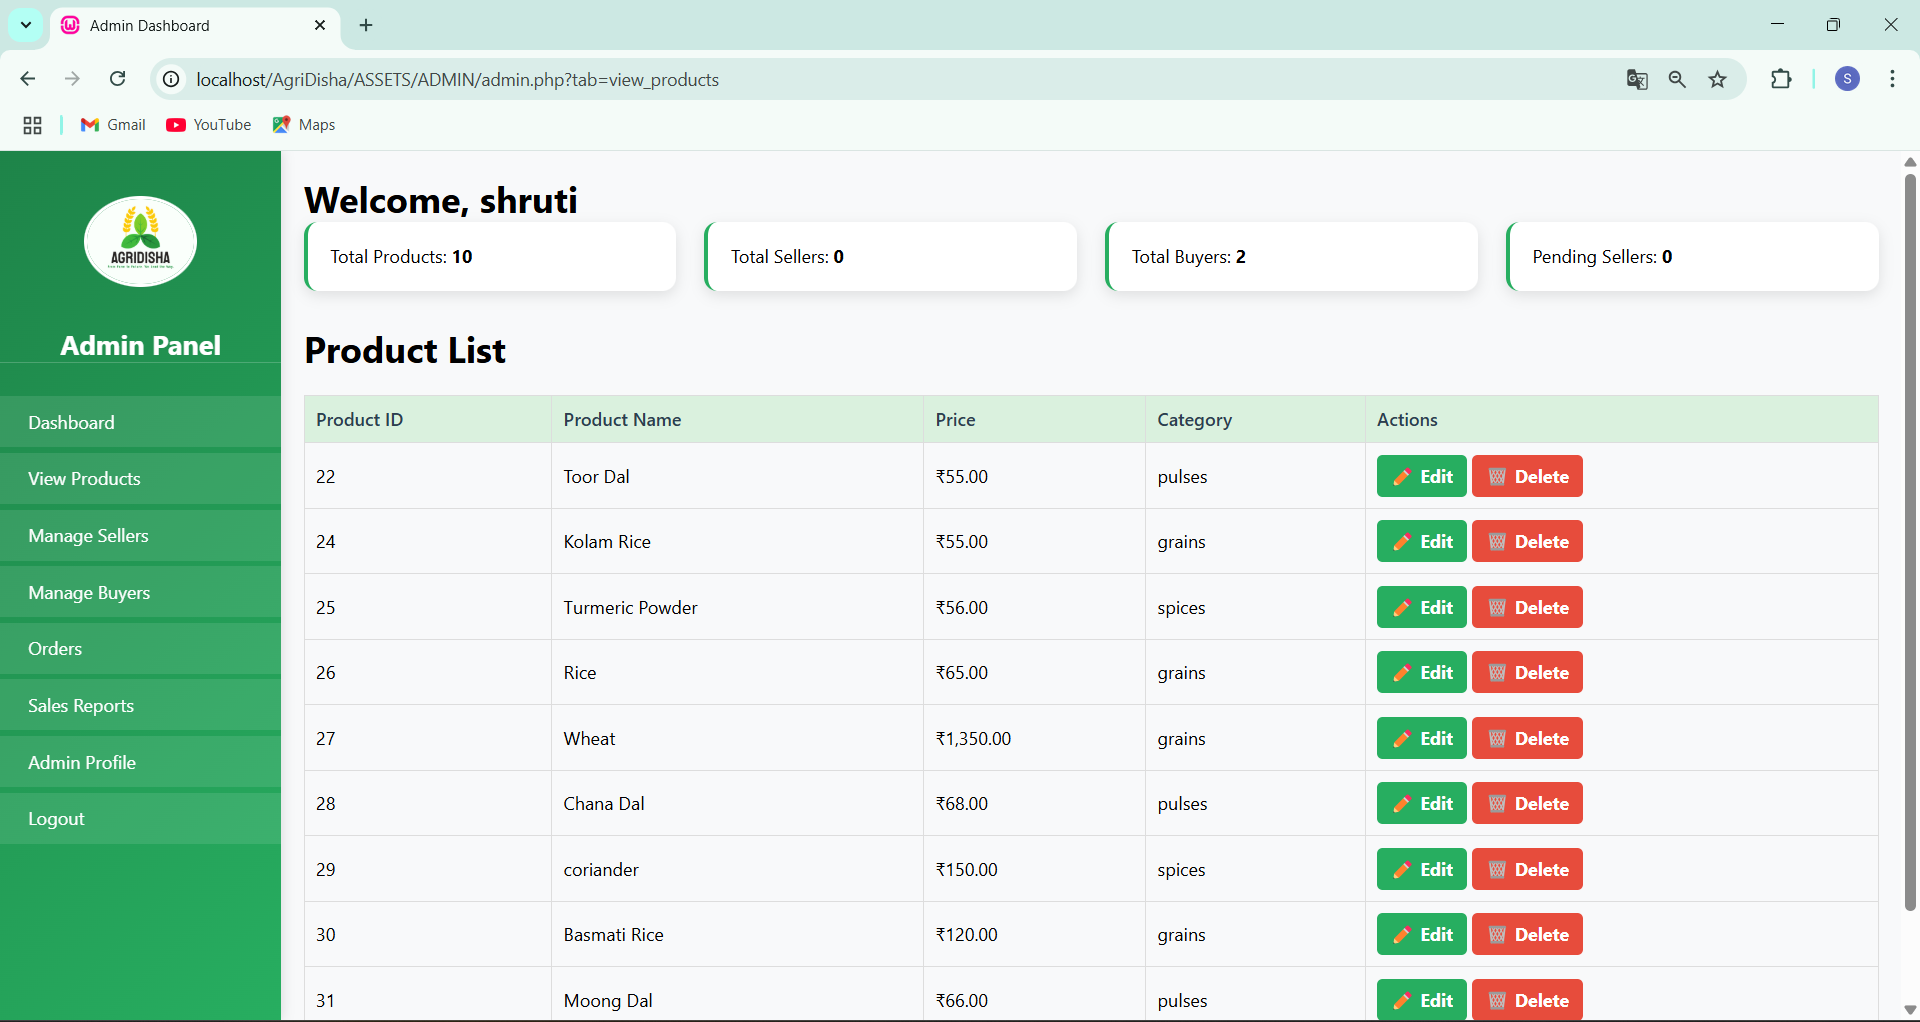 Admin Dashboard
localhost/AgriDisha/ASSETS/ADMIN/admin.php?tab=view_products
S
Gmail
YouTube
Maps
AGRIDISHA
Admin Panel
Dashboard
View Products
Manage Sellers
Manage Buyers
Orders
Sales Reports
Admin Profile
Logout
Welcome, shruti
Total Products: 10 Total Sellers: 0 Total Buyers: 2 Pending Sellers: 0
Product List
Product ID Product Name Price Category Actions
22 Toor Dal ₹55.00 pulses Edit Delete
24 Kolam Rice ₹55.00 grains Edit Delete
25 Turmeric Powder ₹56.00 spices Edit Delete
26 Rice ₹65.00 grains Edit Delete
27 Wheat ₹1,350.00 grains Edit Delete
28 Chana Dal ₹68.00 pulses Edit Delete
29 coriander ₹150.00 spices Edit Delete
30 Basmati Rice ₹120.00 grains Edit Delete
31 Moong Dal ₹66.00 pulses Edit Delete